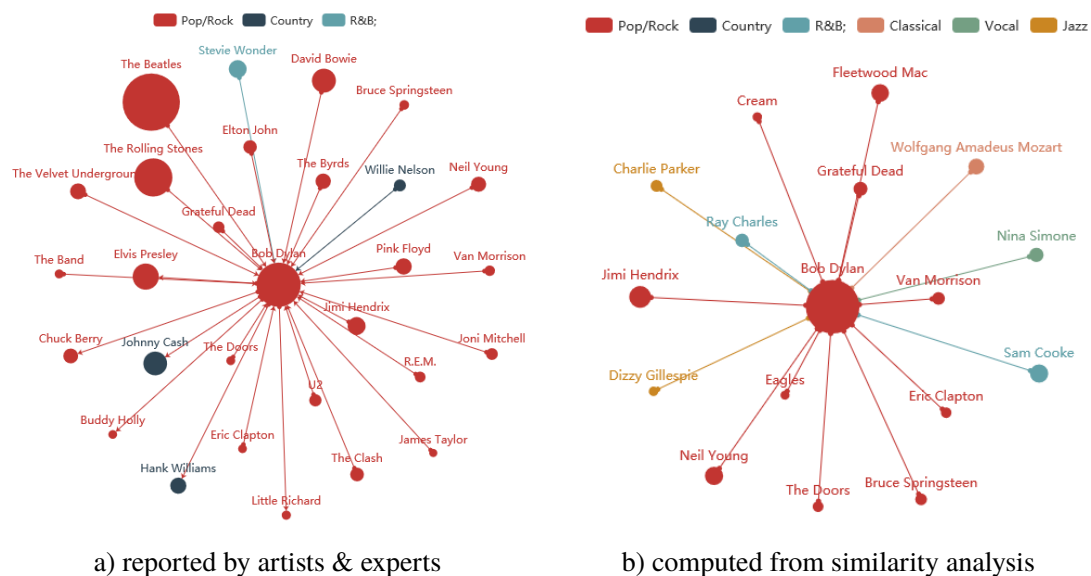 Pop/Rock Country R&B;
Stevie Wonder
David Bowie
The Beatles
Bruce Springsteen
Elton John
The Rolling Stones
The Byrds
Willie Nelson
Neil Young
The Velvet Underground
Grateful Dead
Bob Dylan
Pink Floyd
Van Morrison
The Band
Elvis Presley
Jimi Hendrix
Chuck Berry
Johnny Cash
The Doors
Joni Mitchell
R.E.M.
U2
Buddy Holly
Eric Clapton
James Taylor
The Clash
Hank Williams
Little Richard
a) reported by artists & experts
Pop/Rock Country R&B; Classical Vocal Jazz
Fleetwood Mac
Cream
Wolfgang Amadeus Mozart
Charlie Parker
Grateful Dead
Ray Charles
Nina Simone
Bob Dylan
Jimi Hendrix
Van Morrison
Sam Cooke
Dizzy Gillespie
Eagles
Eric Clapton
Neil Young
The Doors
Bruce Springsteen
b) computed from similarity analysis